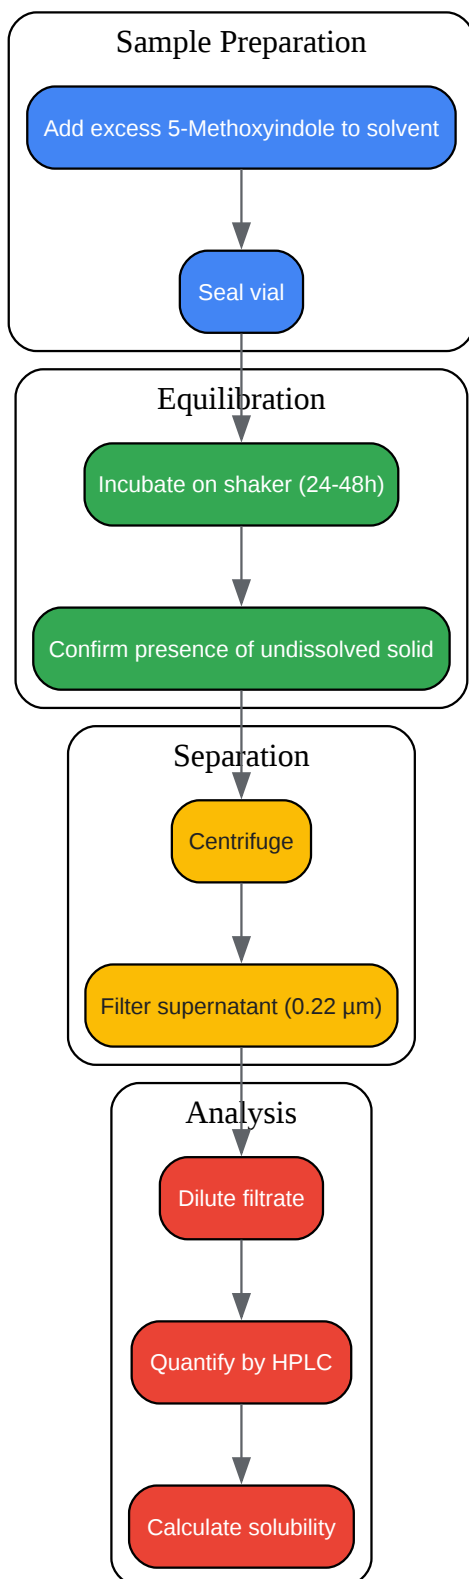 Sample Preparation
Add excess 5-Methoxyindole to solvent
Seal vial
Equilibration
Incubate on shaker (24-48h)
Confirm presence of undissolved solid
Separation
Centrifuge
Filter supernatant (0.22 µm)
Analysis
Dilute filtrate
Quantify by HPLC
Calculate solubility